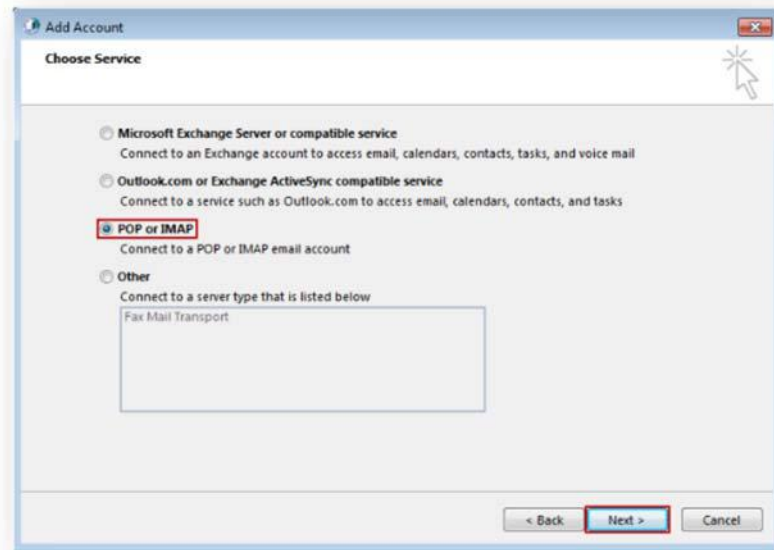 Add Account
Choose Service
Microsoft Exchange Server or compatible service
Connect to an Exchange account to access email, calendars, contacts, tasks, and voice mail
Outlook.com or Exchange ActiveSync compatible service
Connect to a service such as Outlook.com to access email, calendars, contacts, and tasks
POP or IMAP
Connect to a POP or IMAP email account
Other
Connect to a server type that is listed below
Fax Mail Transport
< Back Next > Cancel